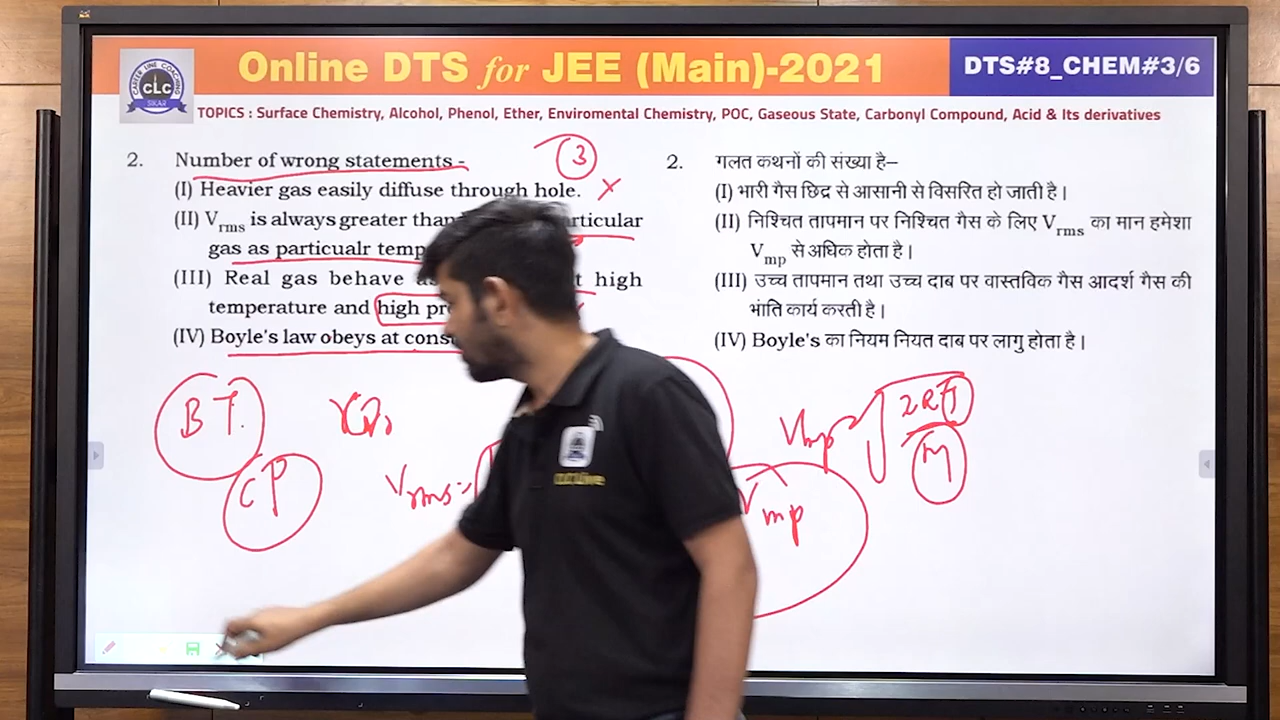 Online DTS for JEE (Main)-2021
DTS#8_CHEM#3/6
CAREER LINE COACHING
CLC
SIKAR
TOPICS : Surface Chemistry, Alcohol, Phenol, Ether, Enviromental Chemistry, POC, Gaseous State, Carbonyl Compound, Acid & Its derivatives
2. Number of wrong statements -
3
(I) Heavier gas easily diffuse through hole. X
(II) Vrms is always greater than articular
gas as particualr temp
(III) Real gas behave high
temperature and high pr
(IV) Boyle's law obeys at cons
2. गलत कथनों की संख्या है–
(I) भारी गैस छिद्र से आसानी से विसरित हो जाती है।
(II) निश्चित तापमान पर निश्चित गैस के लिए Vrms का मान हमेशा
Vmp से अधिक होता है।
(III) उच्च तापमान तथा उच्च दाब पर वास्तविक गैस आदर्श गैस की
भांति कार्य करती है।
(IV) Boyle's का नियम नियत दाब पर लागु होता है।
B T.
CP
Vrms =
Vmp
Vmp = √2RT/M